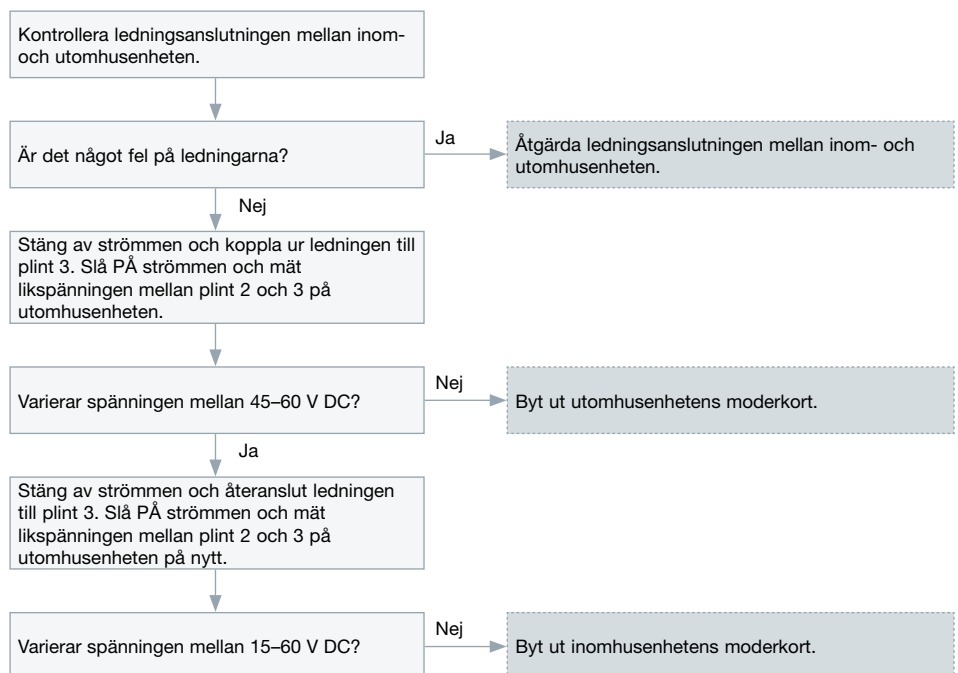 Kontrollera ledningsanslutningen mellan inom-
och utomhusenheten.
Är det något fel på ledningarna?
Ja
Åtgärda ledningsanslutningen mellan inom- och
utomhusenheten.
Nej
Stäng av strömmen och koppla ur ledningen till
plint 3. Slå PÅ strömmen och mät
likspänningen mellan plint 2 och 3 på
utomhusenheten.
Varierar spänningen mellan 45–60 V DC?
Nej
Byt ut utomhusenhetens moderkort.
Ja
Stäng av strömmen och återanslut ledningen
till plint 3. Slå PÅ strömmen och mät
likspänningen mellan plint 2 och 3 på
utomhusenheten på nytt.
Varierar spänningen mellan 15–60 V DC?
Nej
Byt ut inomhusenhetens moderkort.